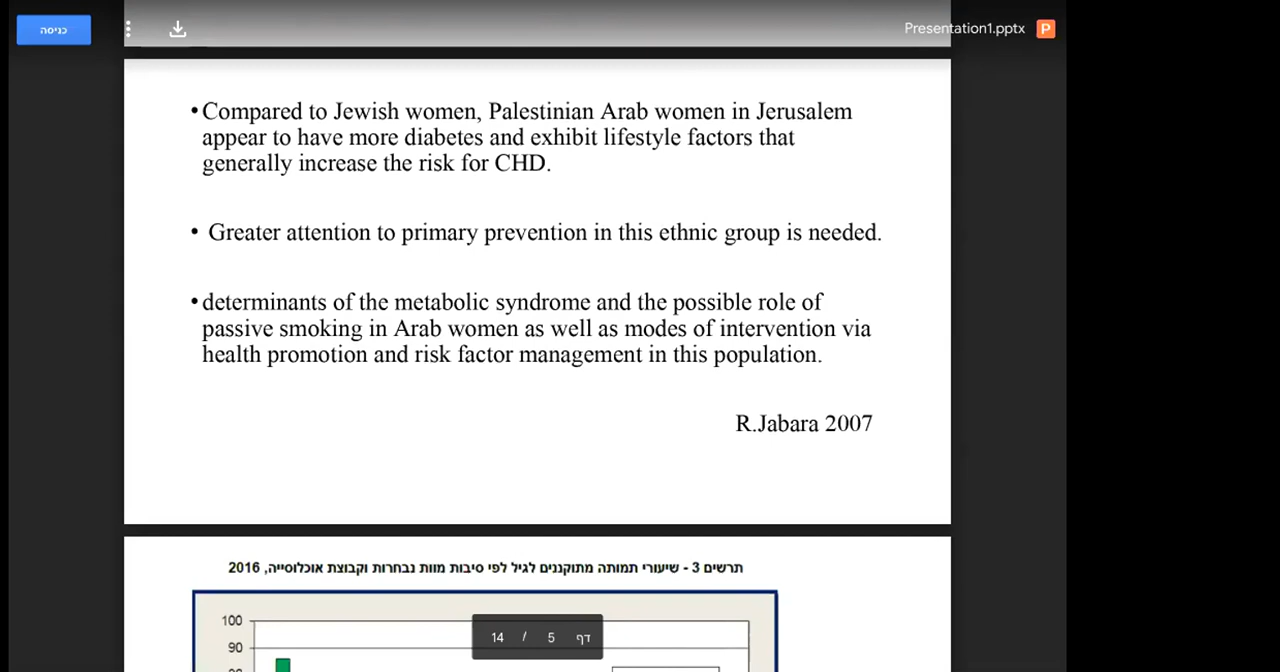 כניסה
Presentation1.pptx
P
•Compared to Jewish women, Palestinian Arab women in Jerusalem
appear to have more diabetes and exhibit lifestyle factors that
generally increase the risk for CHD.
• Greater attention to primary prevention in this ethnic group is needed.
•determinants of the metabolic syndrome and the possible role of
passive smoking in Arab women as well as modes of intervention via
health promotion and risk factor management in this population.
R.Jabara 2007
תרשים 3 - שיעורי תמותה מתוקננים לגיל לפי סיבות מוות נבחרות וקבוצת אוכלוסייה, 2016
100
90
דף 5 / 14